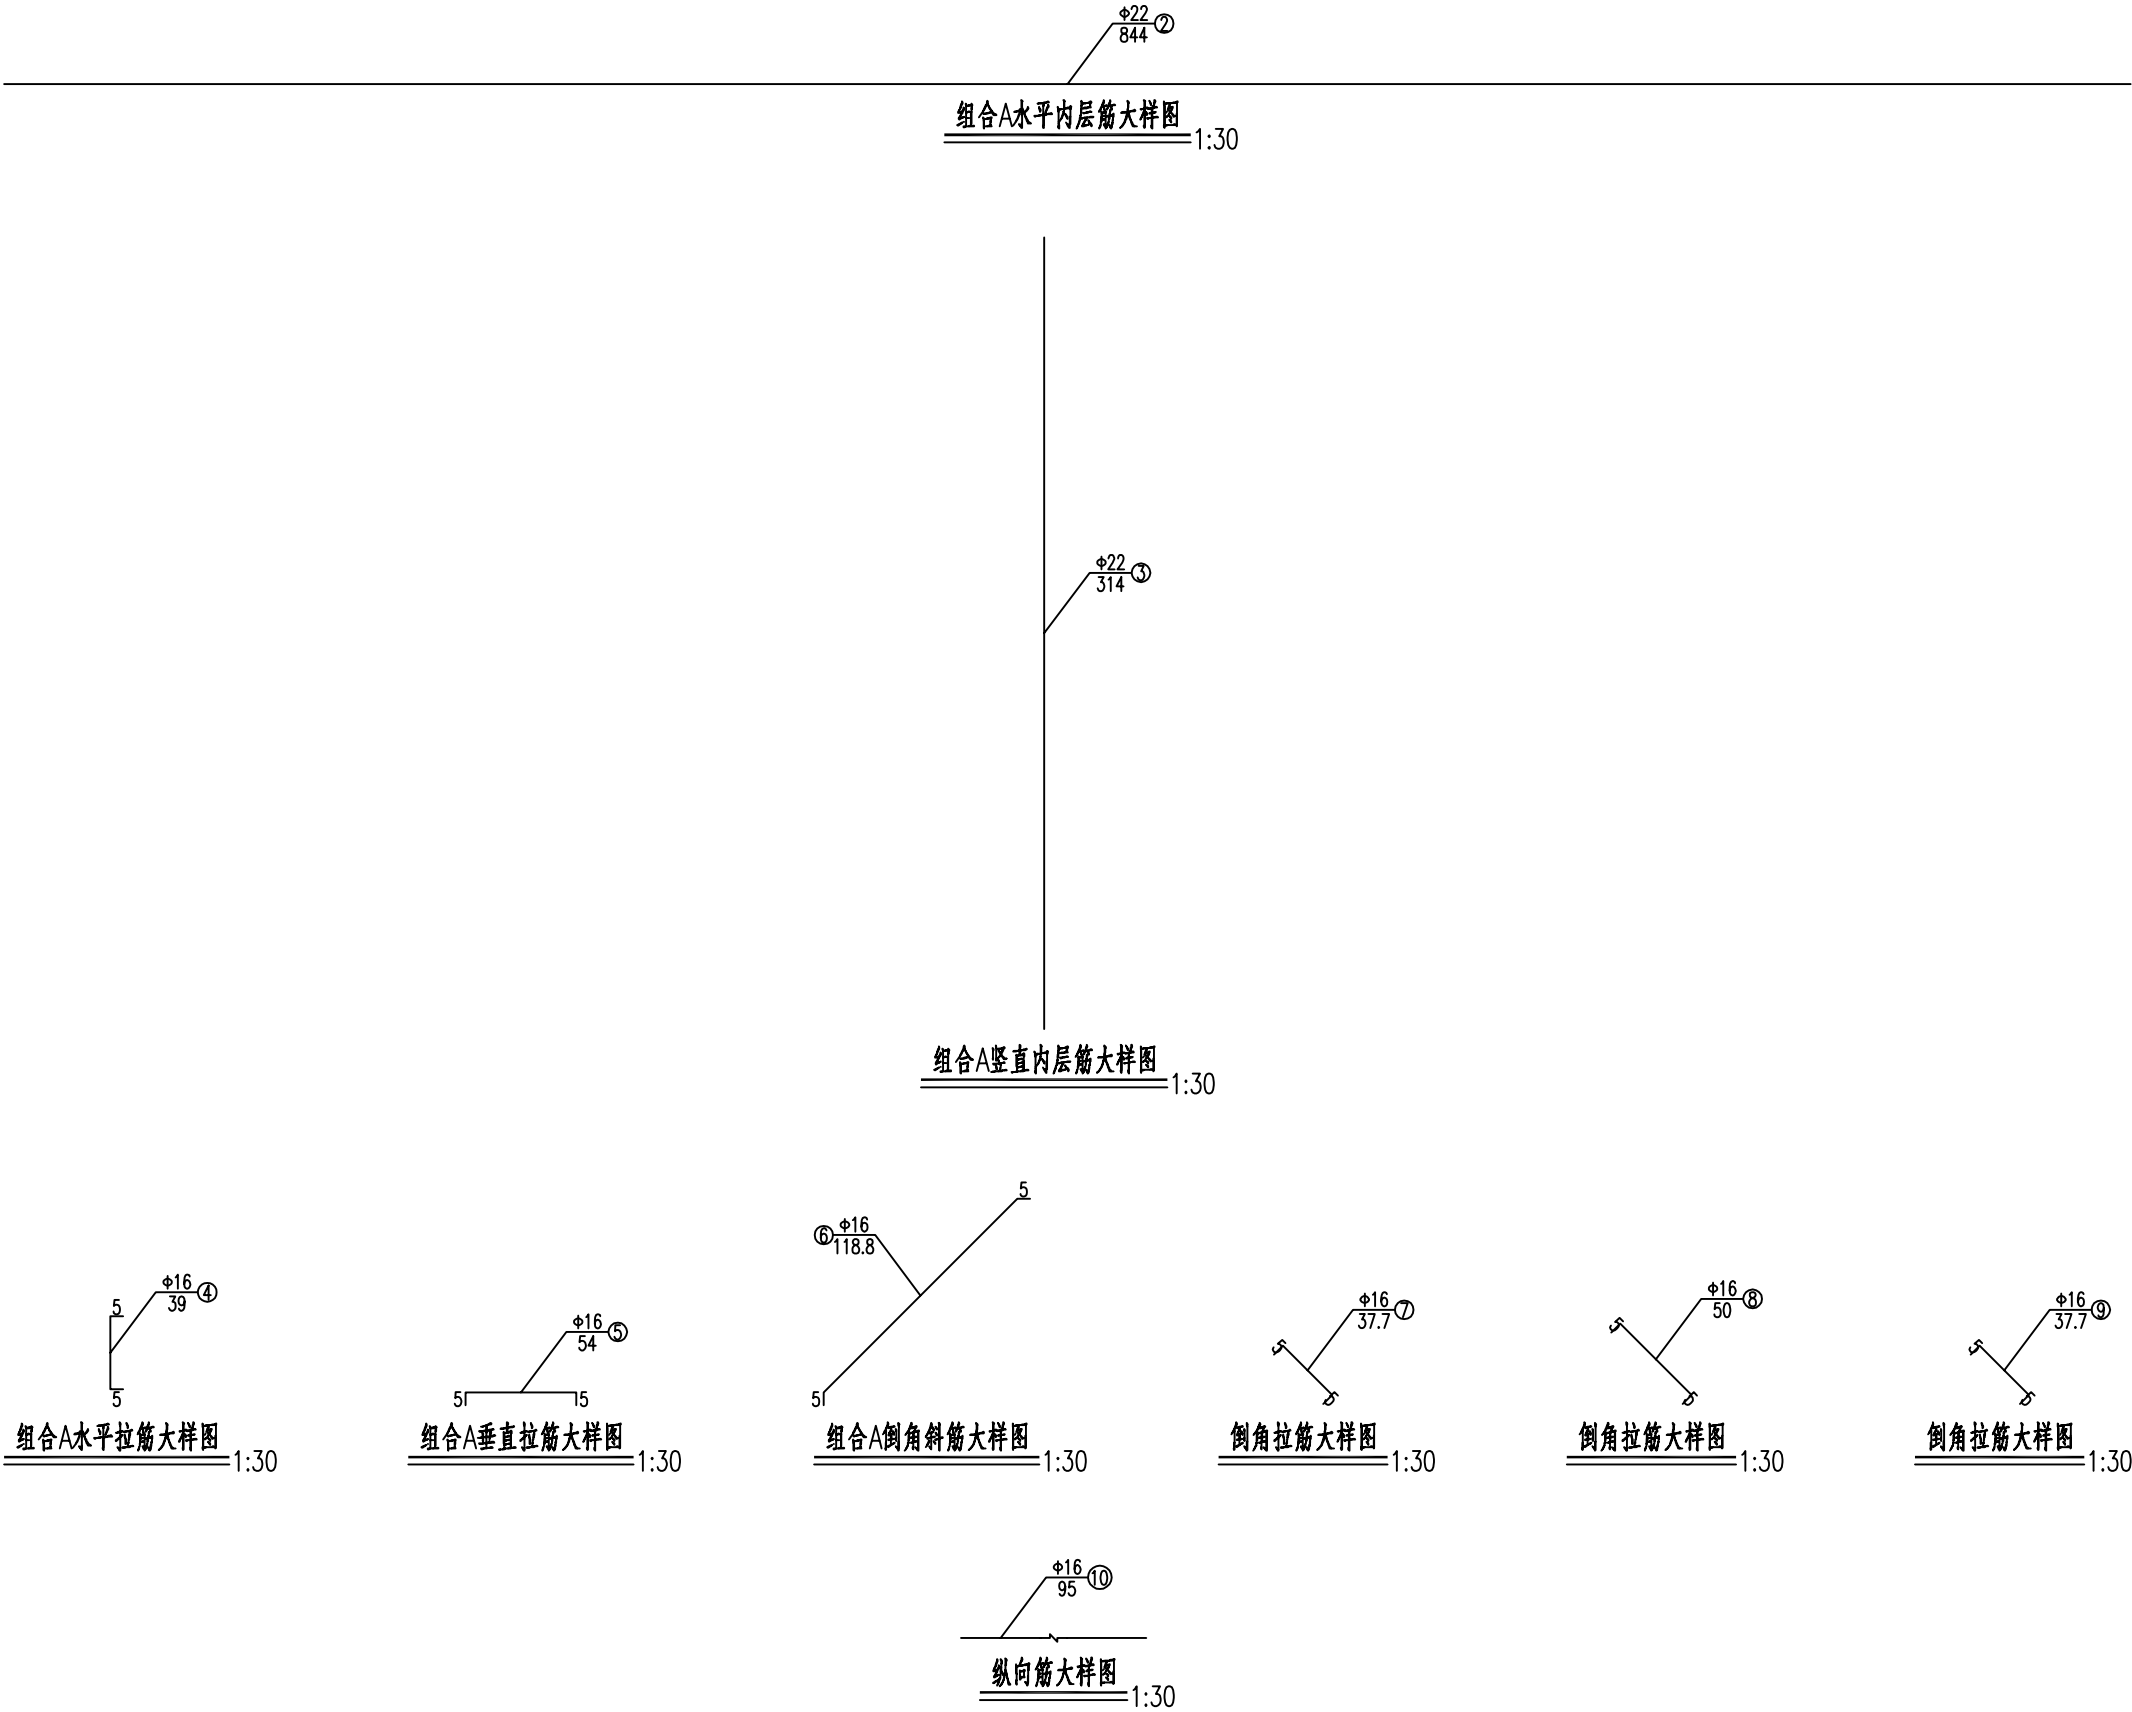 Φ22 ②
844
组合A水平内层筋大样图 1:30
Φ22 ③
314
组合A竖直内层筋大样图 1:30
5
Φ16 ④
39
5
组合A水平拉筋大样图 1:30
Φ16 ⑤
54
5 5
组合A垂直拉筋大样图 1:30
5
⑥ Φ16
118.8
5
组合A倒角斜筋大样图 1:30
Φ16 ⑦
37.7
5
5
倒角拉筋大样图 1:30
Φ16 ⑧
50
5
5
倒角拉筋大样图 1:30
Φ16 ⑨
37.7
5
5
倒角拉筋大样图 1:30
Φ16 ⑩
95
纵向筋大样图 1:30